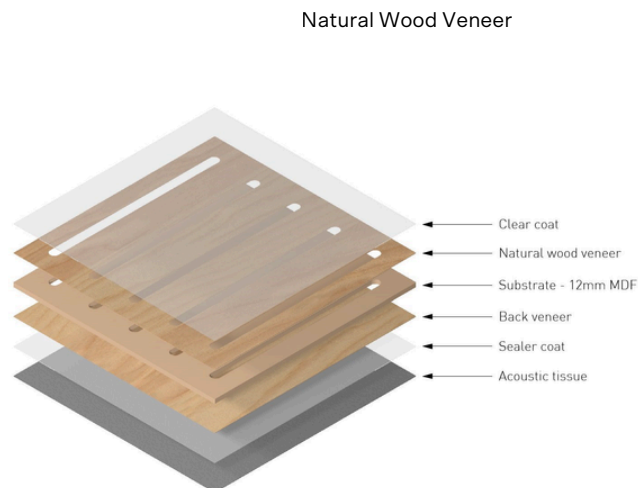 Natural Wood Veneer
Clear coat
Natural wood veneer
Substrate - 12mm MDF
Back veneer
Sealer coat
Acoustic tissue